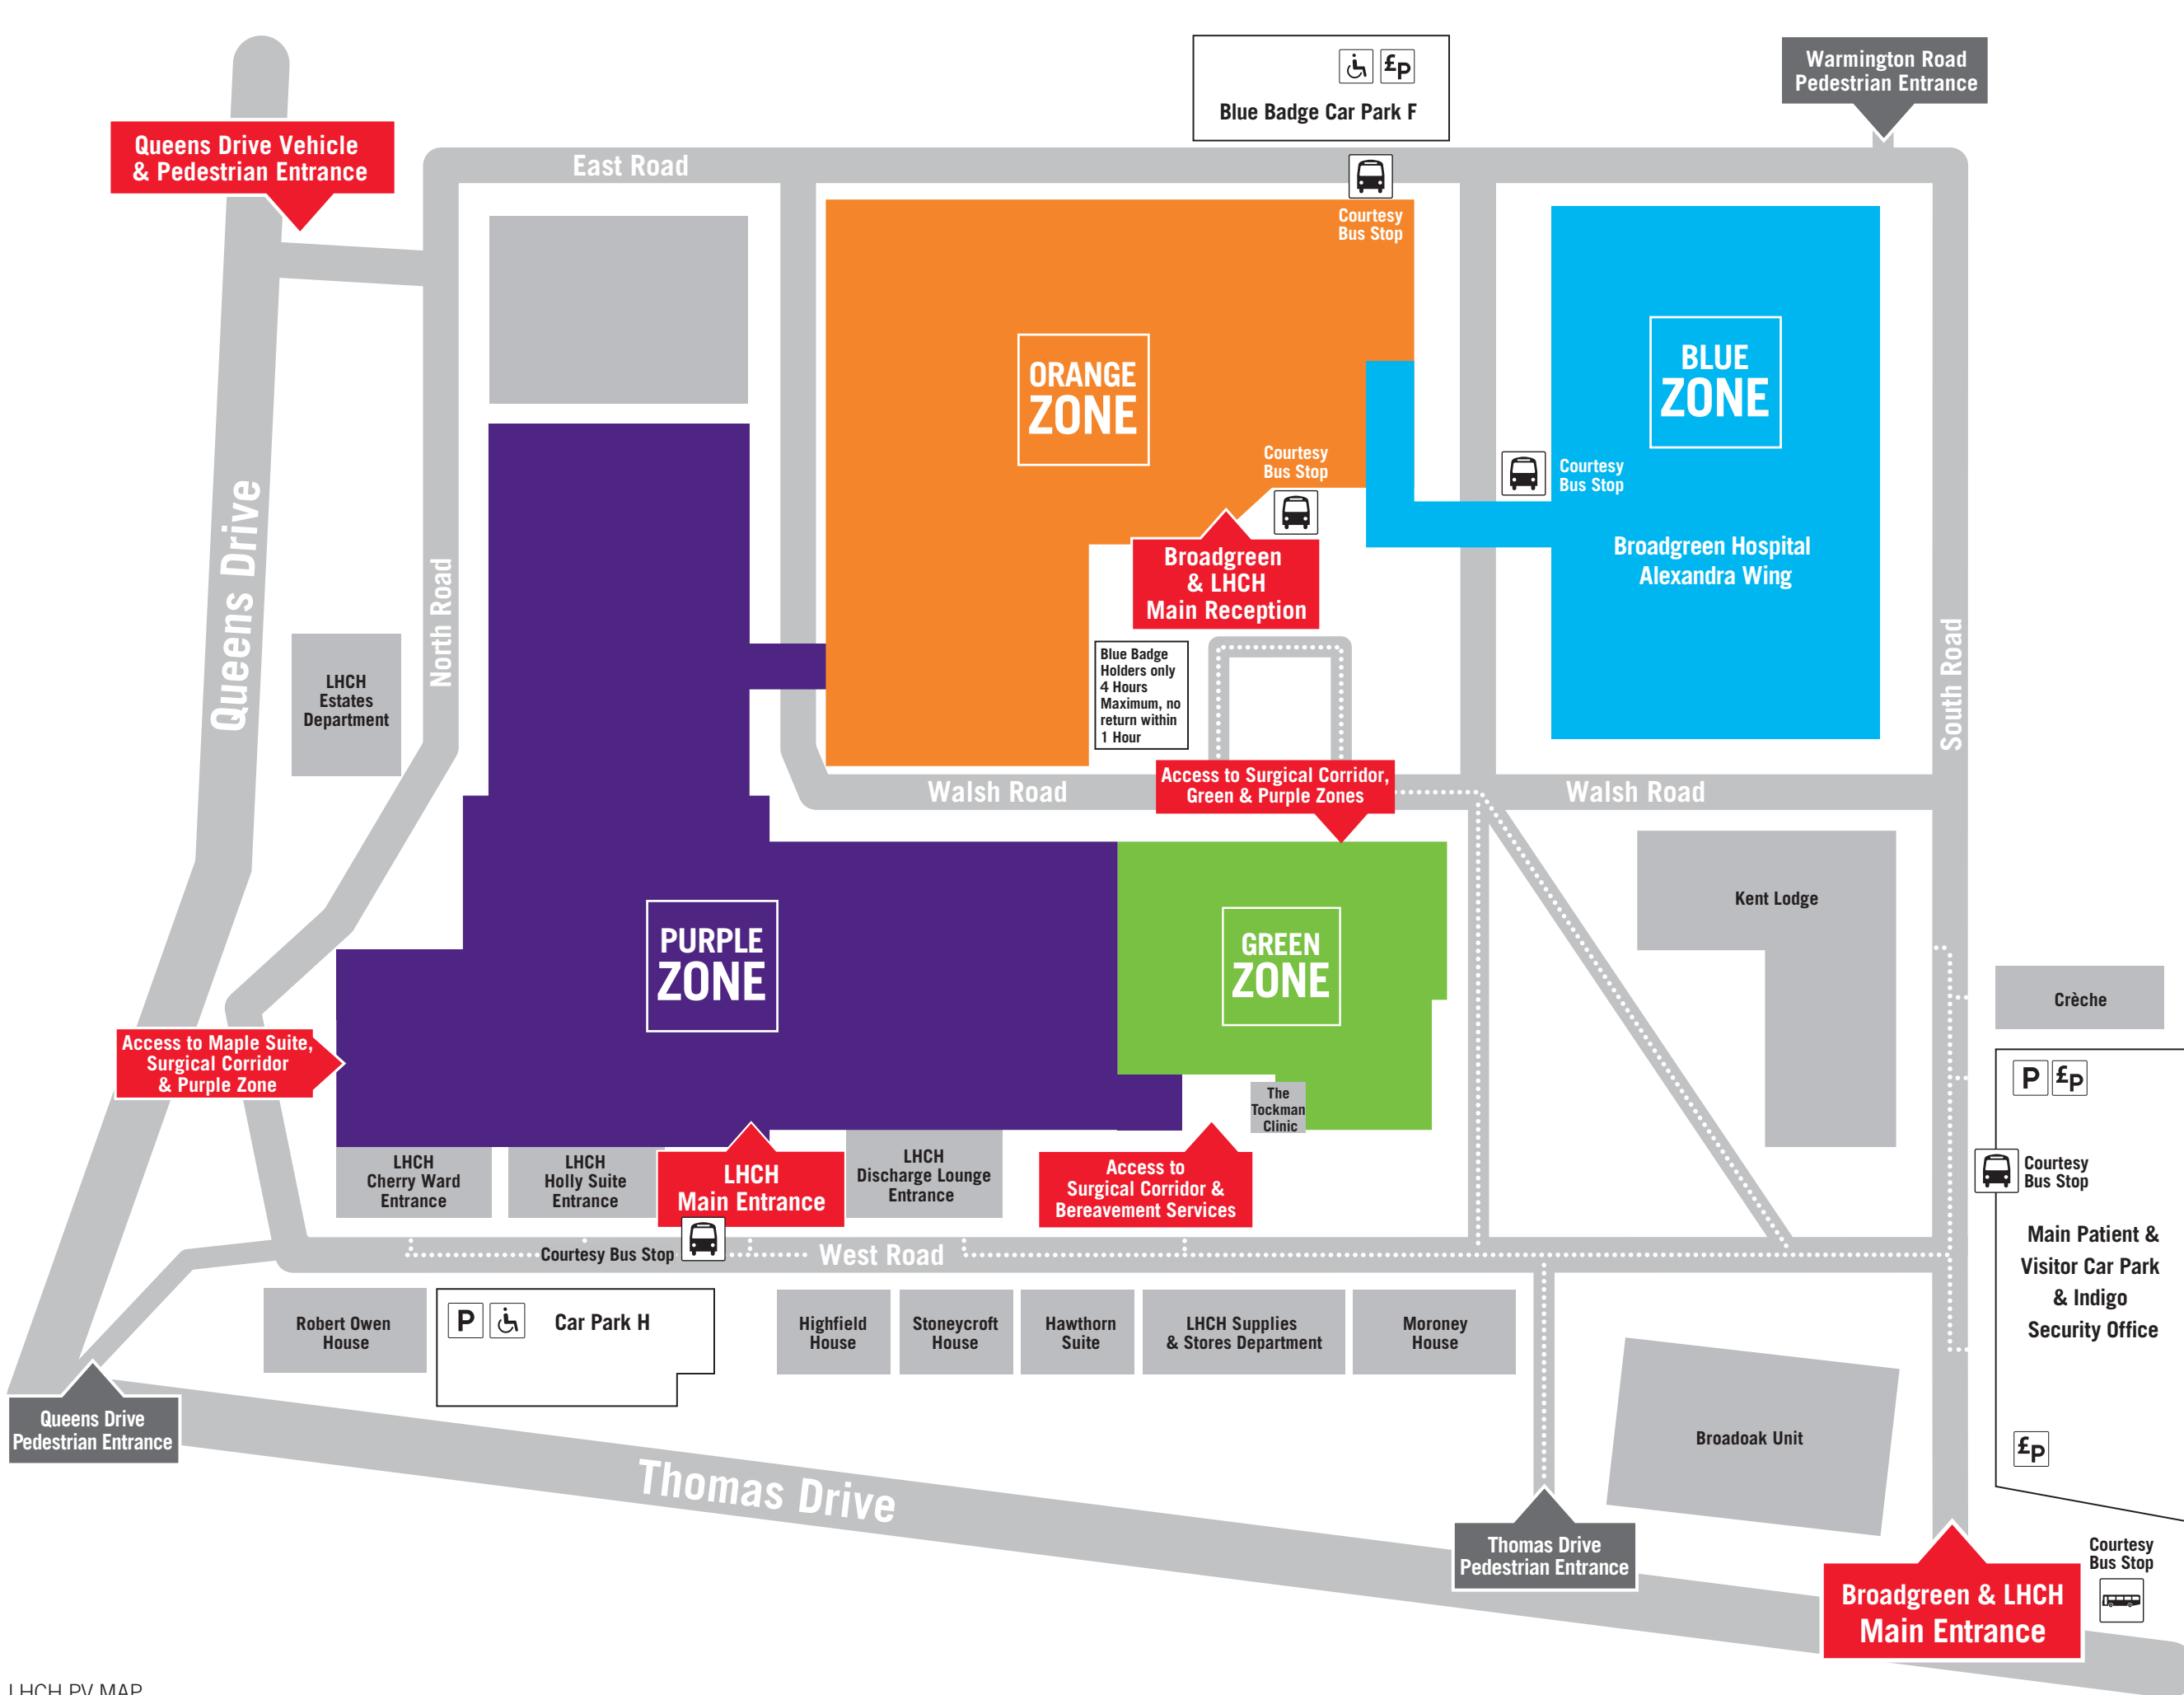 Blue Badge Car Park F
£P
Warmington Road
Pedestrian Entrance
Queens Drive Vehicle
& Pedestrian Entrance
East Road
Courtesy
Bus Stop
ORANGE
ZONE
BLUE
ZONE
Courtesy
Bus Stop
Courtesy
Bus Stop
Broadgreen Hospital
Alexandra Wing
Broadgreen
& LHCH
Main Reception
Queens Drive
North Road
South Road
LHCH
Estates
Department
Blue Badge
Holders only
4 Hours
Maximum, no
return within
1 Hour
Walsh Road
Access to Surgical Corridor,
Green & Purple Zones
Walsh Road
Kent Lodge
PURPLE
ZONE
GREEN
ZONE
Crèche
Access to Maple Suite,
Surgical Corridor
& Purple Zone
P
£P
The
Tockman
Clinic
LHCH
Cherry Ward
Entrance
LHCH
Holly Suite
Entrance
LHCH
Main Entrance
LHCH
Discharge Lounge
Entrance
Access to
Surgical Corridor &
Bereavement Services
Courtesy
Bus Stop
Main Patient &
Visitor Car Park
& Indigo
Security Office
Courtesy Bus Stop
West Road
Robert Owen
House
P
Car Park H
Highfield
House
Stoneycroft
House
Hawthorn
Suite
LHCH Supplies
& Stores Department
Moroney
House
Broadoak Unit
£P
Queens Drive
Pedestrian Entrance
Thomas Drive
Thomas Drive
Pedestrian Entrance
Courtesy
Bus Stop
Broadgreen & LHCH
Main Entrance
LHCH PV MAP